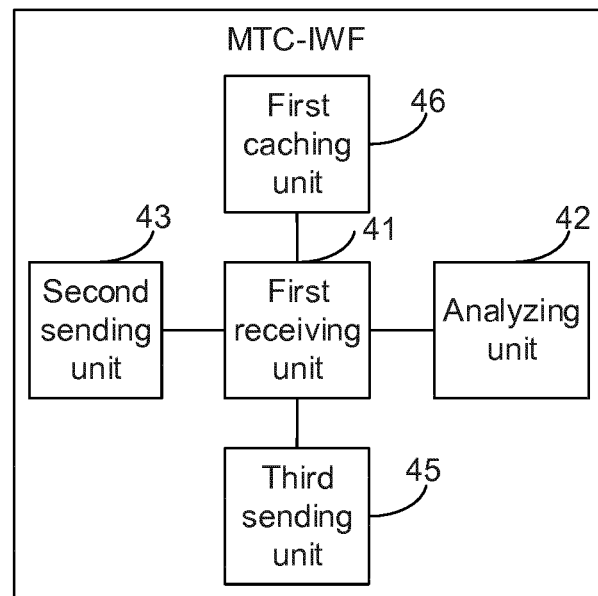 MTC-IWF
First
caching
unit
46
43
41
42
Second
sending
unit
First
receiving
unit
Analyzing
unit
Third
sending
unit
45